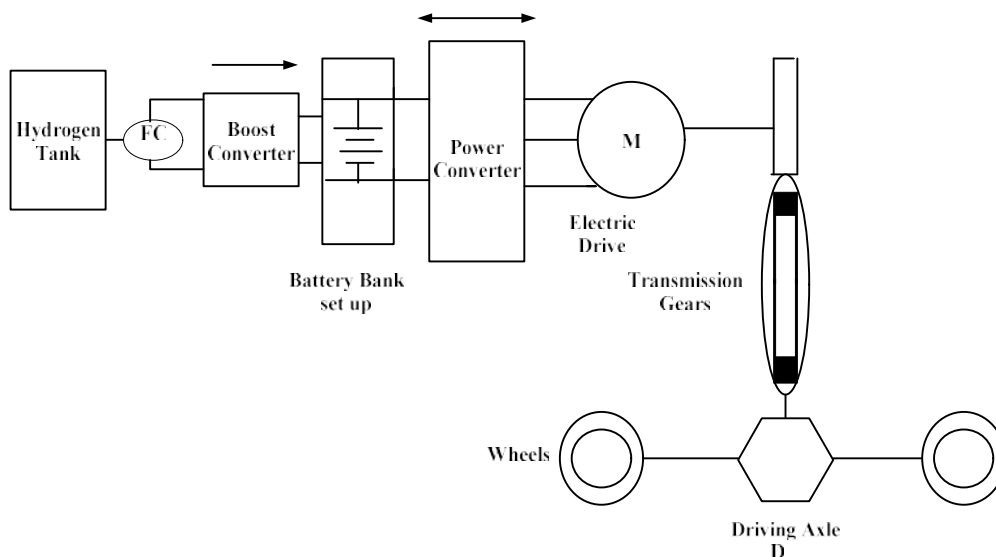 Hydrogen
Tank
FC
Boost
Converter
Battery Bank
set up
Power
Converter
M
Electric
Drive
Transmission
Gears
Wheels
Driving Axle
D